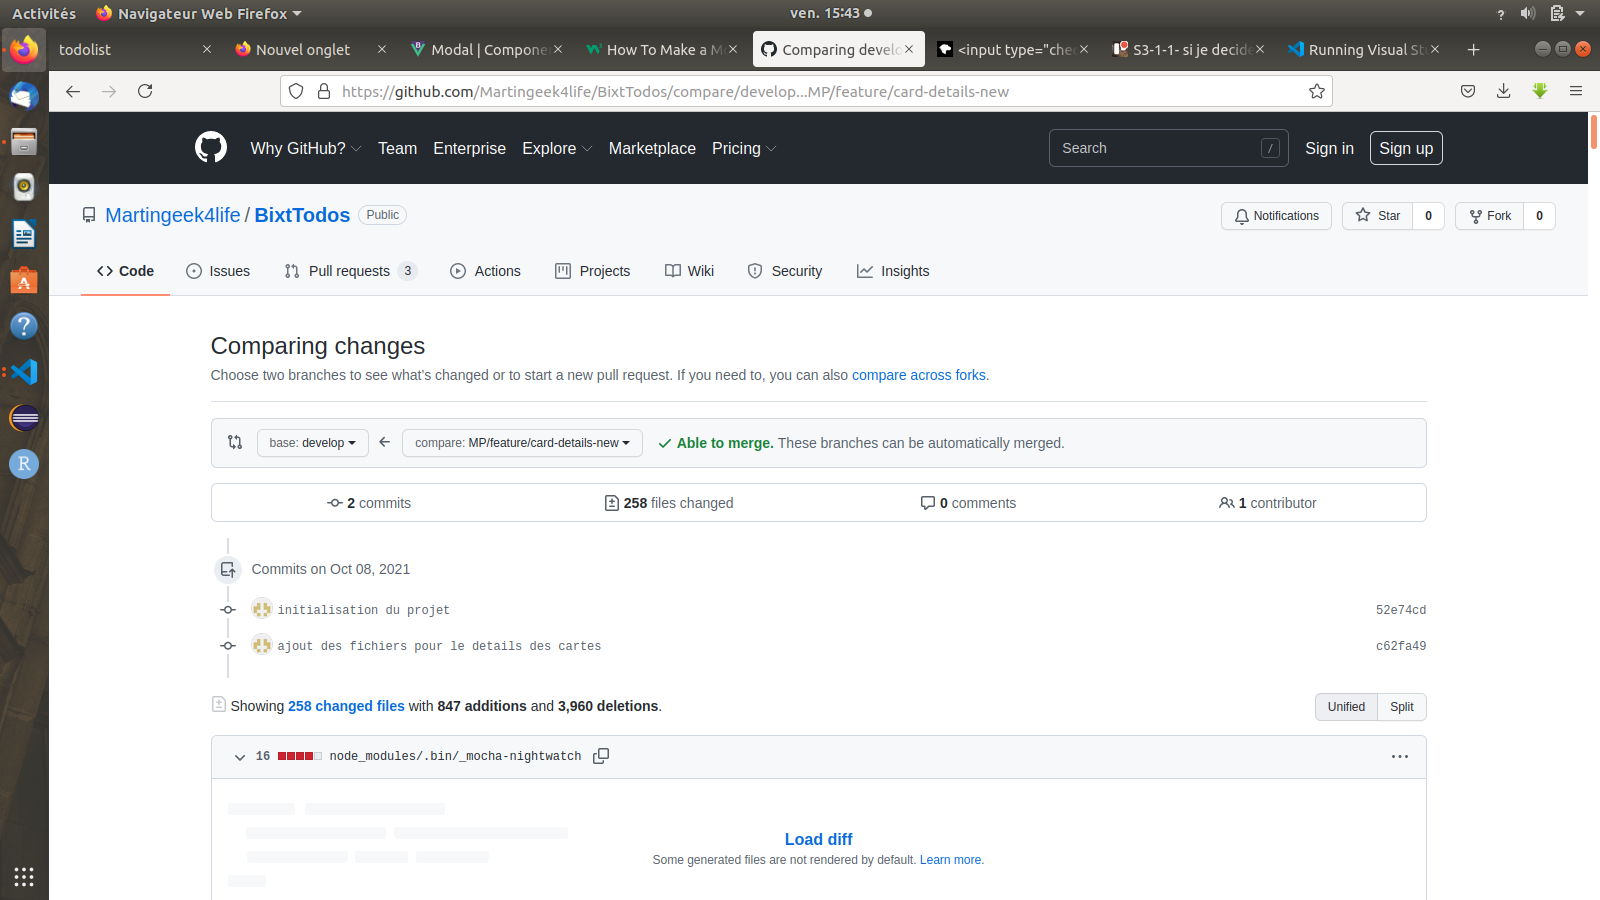 Activités
Navigateur Web Firefox
ven. 15:43
todolist
Nouvel onglet
Modal | Compone
How To Make a Mo
Comparing develo
<input type="chec
S3-1-1- si je decide
Running Visual St
https://github.com/Martingeek4life/BixtTodos/compare/develop...MP/feature/card-details-new
Why GitHub?
Team
Enterprise
Explore
Marketplace
Pricing
Search
/
Sign in
Sign up
Martingeek4life / BixtTodos
Public
Notifications
Star
0
Fork
0
Code
Issues
Pull requests 3
Actions
Projects
Wiki
Security
Insights
Comparing changes
Choose two branches to see what's changed or to start a new pull request. If you need to, you can also compare across forks.
base: develop
compare: MP/feature/card-details-new
Able to merge. These branches can be automatically merged.
2 commits
258 files changed
0 comments
1 contributor
Commits on Oct 08, 2021
initialisation du projet
52e74cd
ajout des fichiers pour le details des cartes
c62fa49
Showing 258 changed files with 847 additions and 3,960 deletions.
Unified
Split
16
node_modules/.bin/_mocha-nightwatch
Load diff
Some generated files are not rendered by default. Learn more.